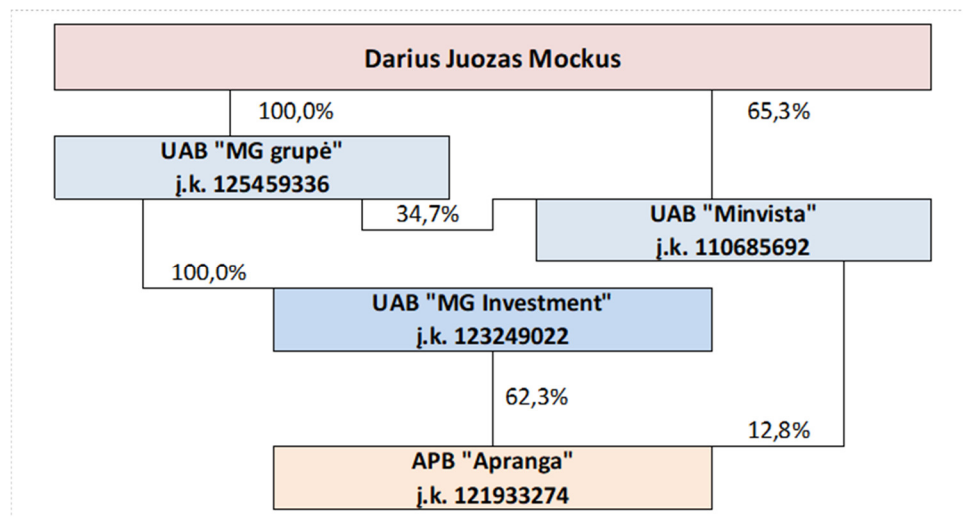 Darius Juozas Mockus
100,0%
65,3%
UAB "MG grupė"
į.k. 125459336
34,7%
UAB "Minvista"
į.k. 110685692
100,0%
UAB "MG Investment"
į.k. 123249022
62,3%
12,8%
APB "Apranga"
į.k. 121933274